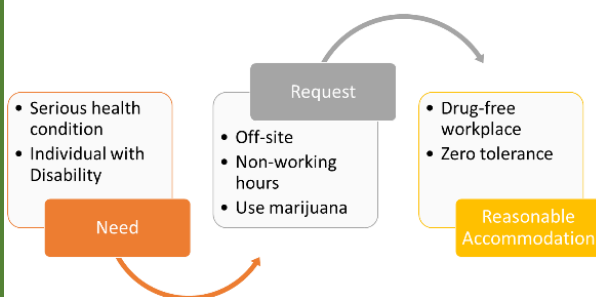 • Serious health
condition
• Individual with
Disability
Need
Request
• Off-site
• Non-working
hours
• Use marijuana
• Drug-free
workplace
• Zero tolerance
Reasonable
Accommodation